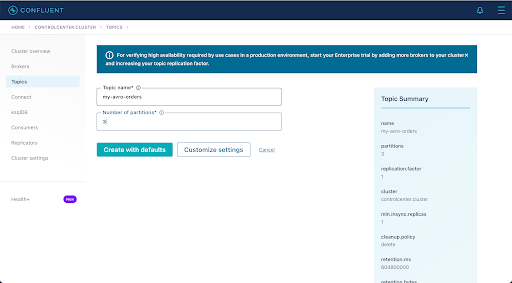 CONFLUENT
HOME › CONTROLCENTER.CLUSTER › TOPICS ›
Cluster overview
Brokers
Topics
Connect
ksqlDB
Consumers
Replicators
Cluster settings
Health+ New
For verifying high availability required by use cases in a production environment, start your Enterprise trial by adding more brokers to your cluster
and increasing your topic replication factor.
Topic name*
my-avro-orders
Number of partitions*
3
Create with defaults
Customize settings
Cancel
Topic Summary
name
my-avro-orders
partitions
3
replication.factor
1
cluster
controlcenter.cluster
min.insync.replicas
1
cleanup.policy
delete
retention.ms
604800000
retention.bytes